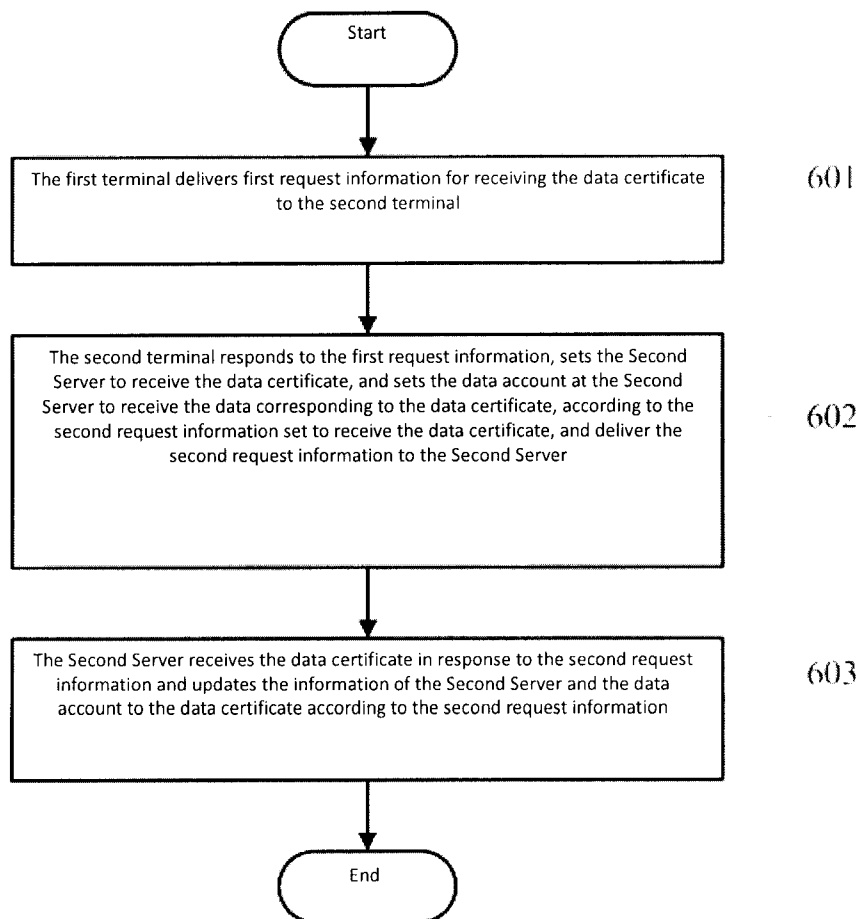 Start
The first terminal delivers first request information for receiving the data certificate
to the second terminal
601
The second terminal responds to the first request information, sets the Second
Server to receive the data certificate, and sets the data account at the Second
Server to receive the data corresponding to the data certificate, according to the
second request information set to receive the data certificate, and deliver the
second request information to the Second Server
602
The Second Server receives the data certificate in response to the second request
information and updates the information of the Second Server and the data
account to the data certificate according to the second request information
603
End